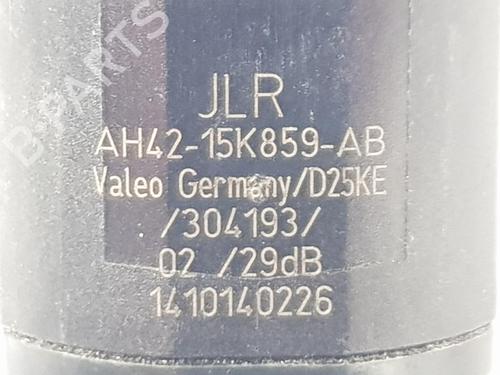 JLR
AH42-15K859-AB
Valeo Germany/D25KE
/304193/
02 /29dB
1410140226
B-PARTS